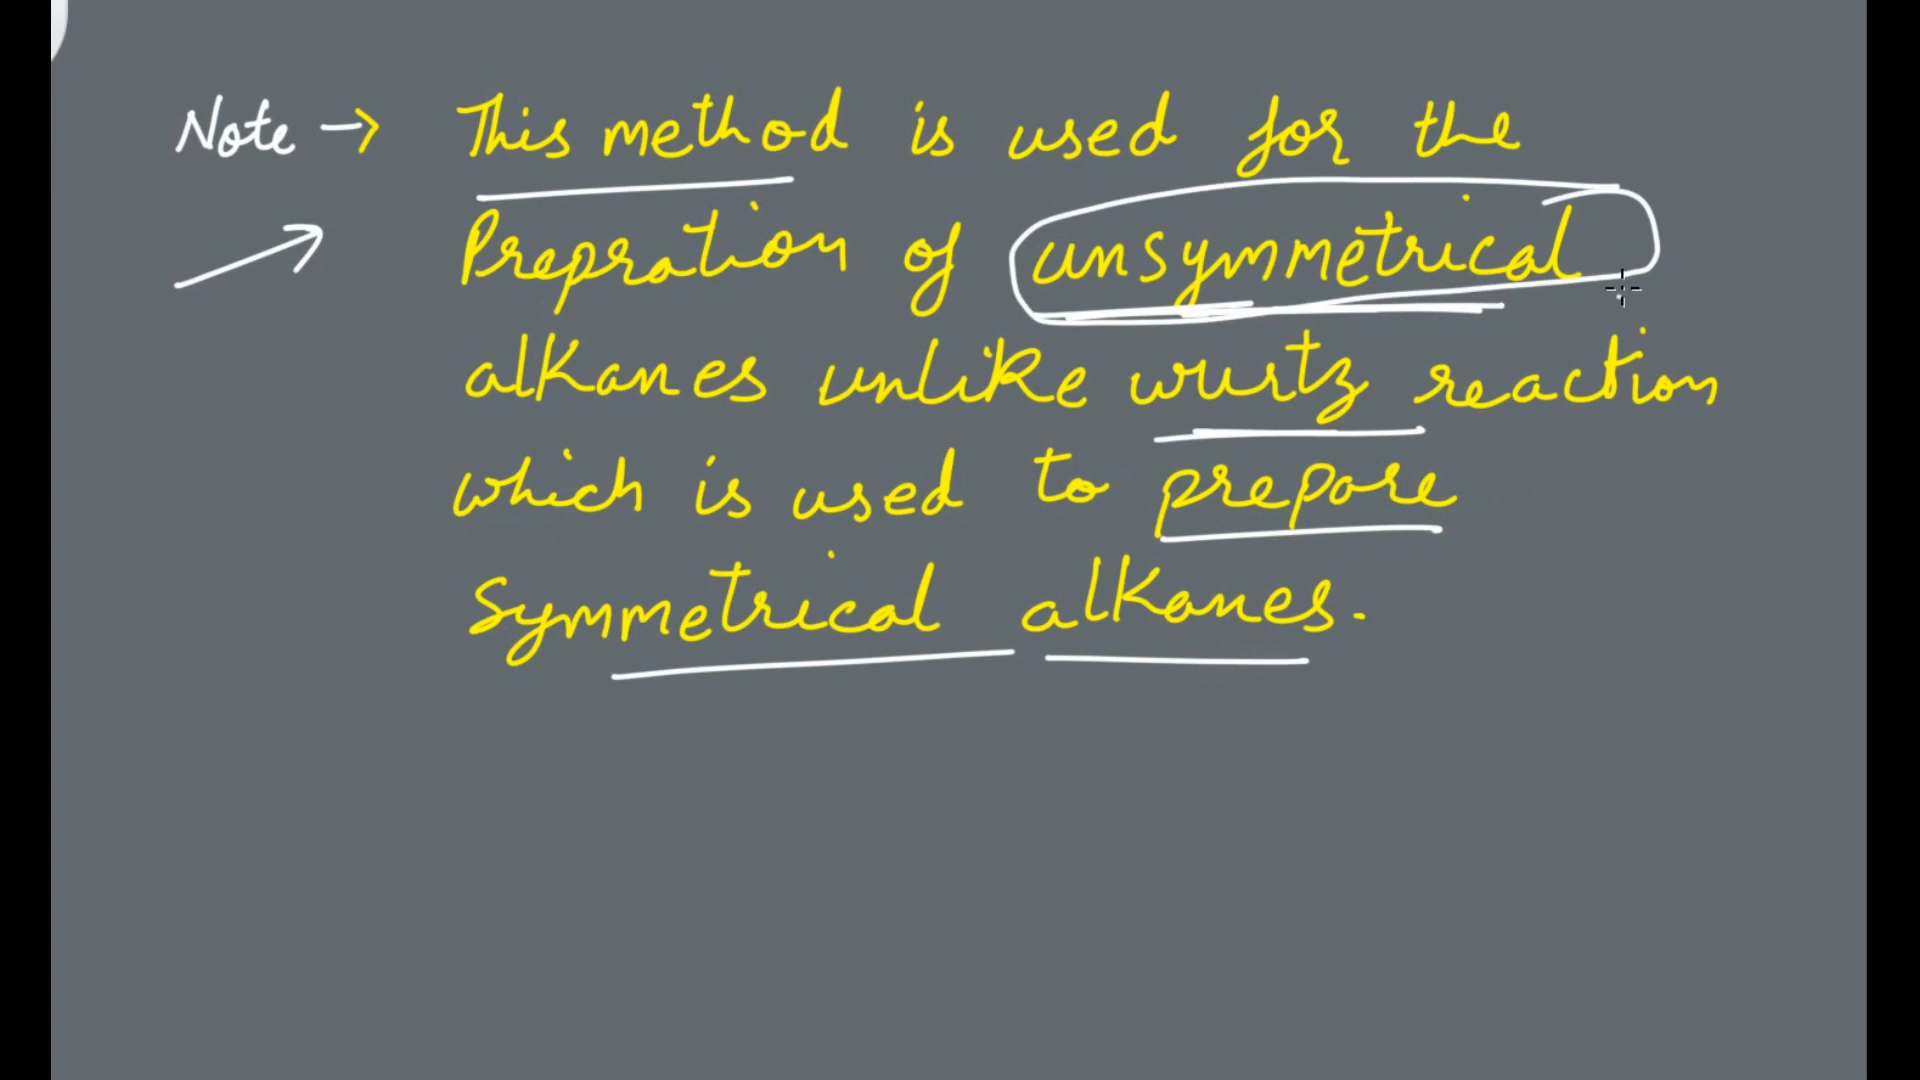 Note → This method is used for the
Prepration of unsymmetrical
alkanes unlike wurtz reaction
which is used to prepare
symmetrical alkanes.